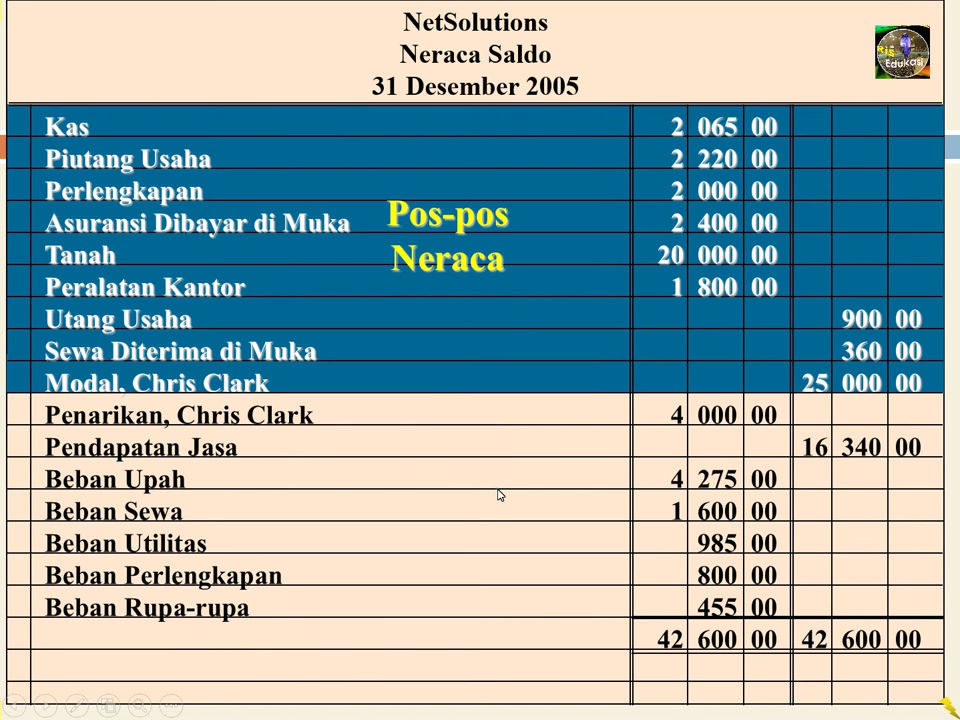 NetSolutions
Neraca Saldo
31 Desember 2005
Ris
Edukasi
Kas 2 065 00
Piutang Usaha 2 220 00
Perlengkapan 2 000 00
Asuransi Dibayar di Muka 2 400 00
Pos-pos
Neraca
Tanah 20 000 00
Peralatan Kantor 1 800 00
Utang Usaha 900 00
Sewa Diterima di Muka 360 00
Modal, Chris Clark 25 000 00
Penarikan, Chris Clark 4 000 00
Pendapatan Jasa 16 340 00
Beban Upah 4 275 00
Beban Sewa 1 600 00
Beban Utilitas 985 00
Beban Perlengkapan 800 00
Beban Rupa-rupa 455 00
42 600 00 42 600 00